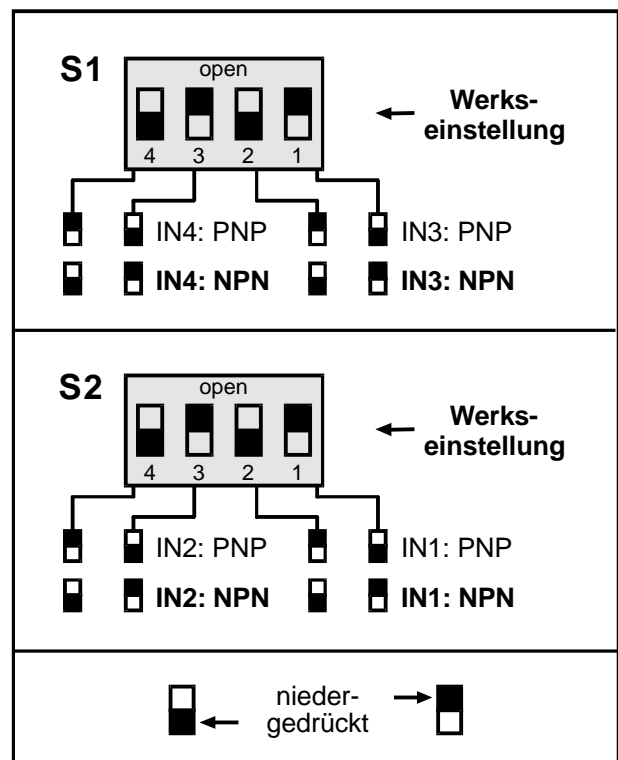 S1
open
4 3 2 1
Werks-
einstellung
IN4: PNP IN3: PNP
IN4: NPN IN3: NPN
S2
open
4 3 2 1
Werks-
einstellung
IN2: PNP IN1: PNP
IN2: NPN IN1: NPN
nieder-
gedrückt